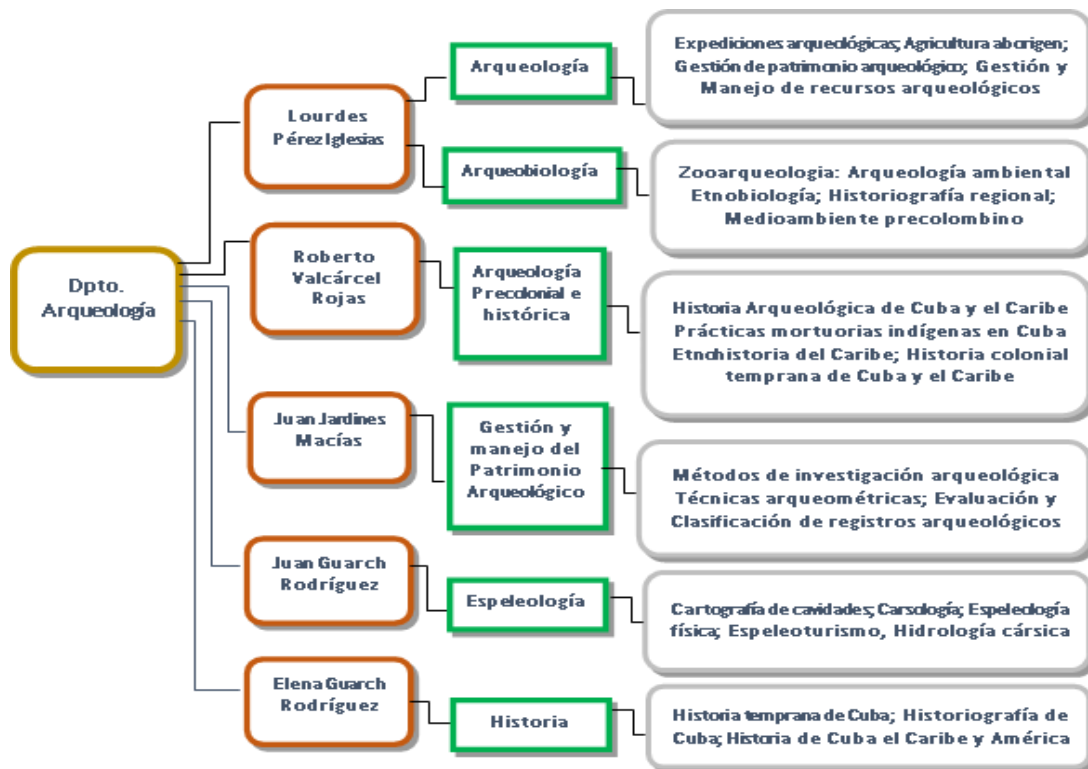 Dpto.
Arqueología
Lourdes
Pérez Iglesias
Arqueología
Expediciones arqueológicas; Agricultura aborigen;
Gestión de patrimonio arqueológico; Gestión y
Manejo de recursos arqueológicos
Arqueobiología
Zooarqueologia: Arqueología ambiental
Etnobiología; Historiografía regional;
Medioambiente precolombino
Roberto
Valcárcel
Rojas
Arqueología
Precolonial e
histórica
Historia Arqueológica de Cuba y el Caribe
Prácticas mortuorias indígenas en Cuba
Etnohistoria del Caribe; Historia colonial
temprana de Cuba y el Caribe
Juan Jardines
Macías
Gestión y
manejo del
Patrimonio
Arqueológico
Métodos de investigación arqueológica
Técnicas arqueométricas; Evaluación y
Clasificación de registros arqueológicos
Juan Guarch
Rodríguez
Espeleología
Cartografía de cavidades; Carsología; Espeleología
física; Espeleoturismo, Hidrología cársica
Elena Guarch
Rodríguez
Historia
Historia temprana de Cuba; Historiografía de
Cuba; Historia de Cuba el Caribe y América